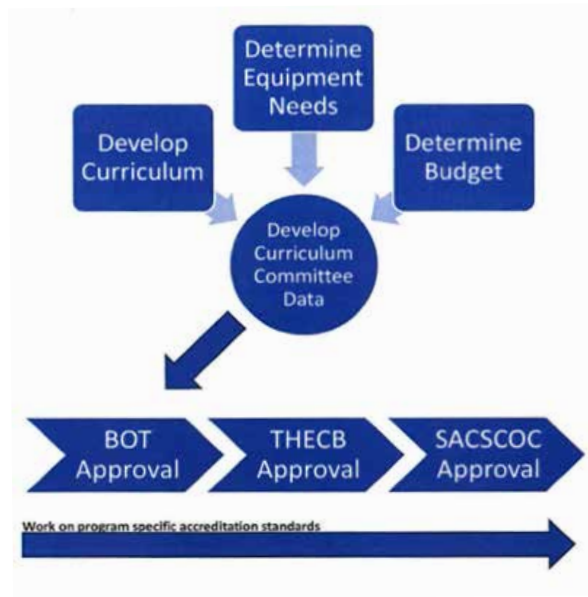 Determine
Equipment
Needs
Develop
Curriculum
Determine
Budget
Develop
Curriculum
Committee
Data
BOT
Approval
THECB
Approval
SACSCOC
Approval
Work on program specific accreditation standards